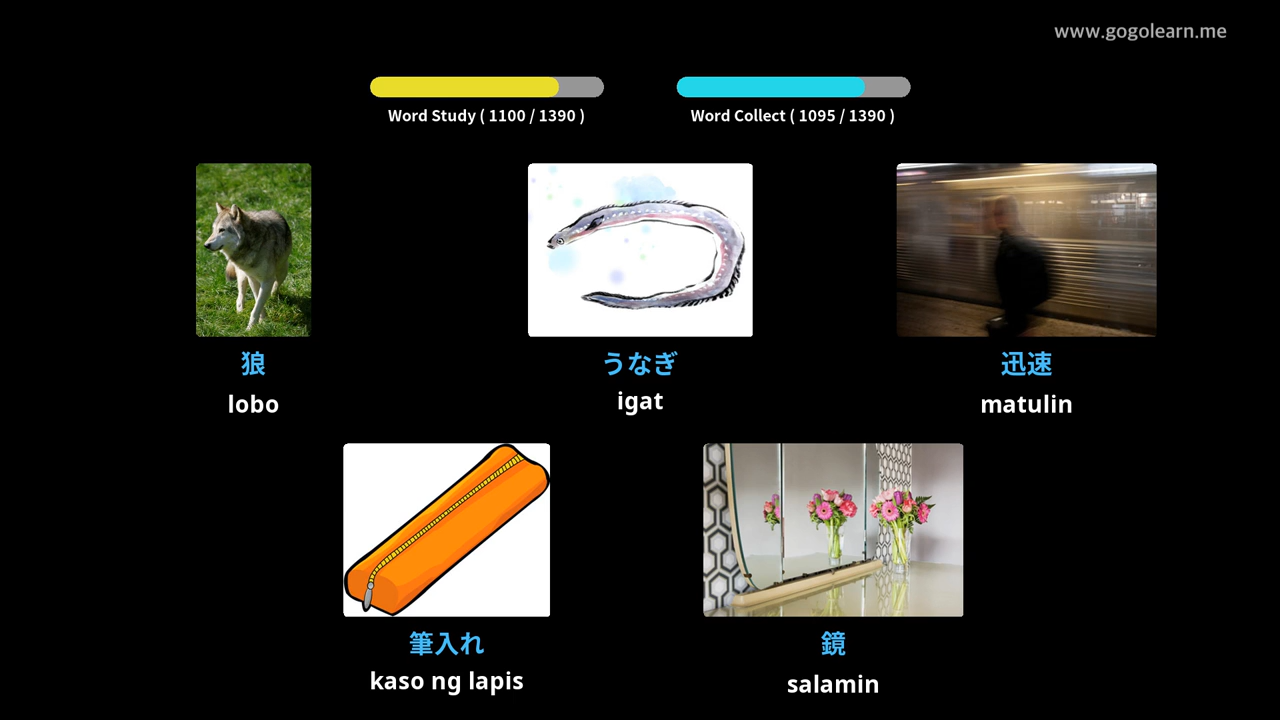 www.gogolearn.me
Word Study ( 1100 / 1390 )
Word Collect ( 1095 / 1390 )
狼
lobo
うなぎ
igat
迅速
matulin
筆入れ
kaso ng lapis
鏡
salamin